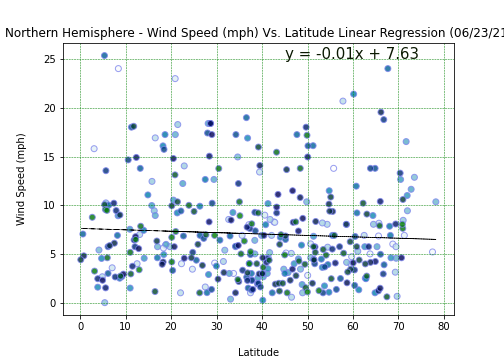 Northern Hemisphere - Wind Speed (mph) Vs. Latitude Linear Regression (06/23/21
y = -0.01x + 7.63
25
20
15
10
5
0
Wind Speed (mph)
0 10 20 30 40 50 60 70 80
Latitude